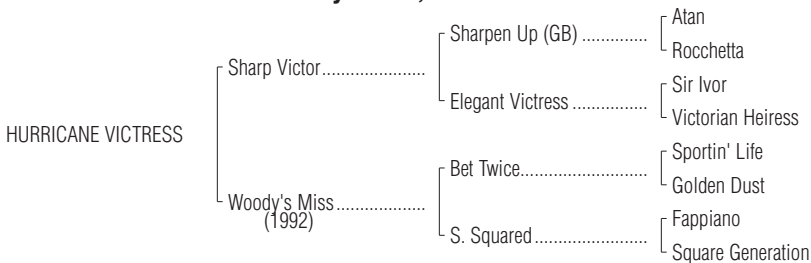 Atan
Sharpen Up (GB) ..............
Rocchetta
Sharp Victor......................
Sir Ivor
Elegant Victress ................
Victorian Heiress
HURRICANE VICTRESS
Sportin' Life
Bet Twice...........................
Golden Dust
Woody's Miss...................
(1992)
Fappiano
S. Squared........................
Square Generation